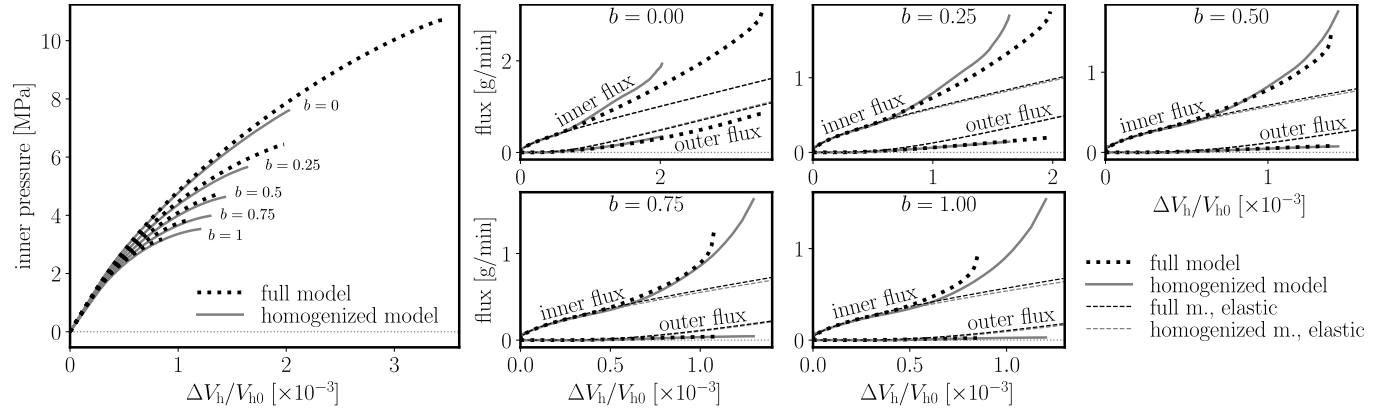 inner pressure [MPa]
10
8
6
4
2
0
b = 0
b = 0.25
b = 0.5
b = 0.75
b = 1
full model
homogenized model
0 1 2 3
ΔV_h/V_h0 [×10⁻³]
b = 0.00
flux [g/min]
2
0
inner flux
outer flux
0 2
b = 0.25
1
0
inner flux
outer flux
0 1 2
b = 0.50
1
0
inner flux
outer flux
0 1
ΔV_h/V_h0 [×10⁻³]
b = 0.75
flux [g/min]
1
0
inner flux
outer flux
0.0 0.5 1.0
ΔV_h/V_h0 [×10⁻³]
b = 1.00
1
0
inner flux
outer flux
0.0 0.5 1.0
ΔV_h/V_h0 [×10⁻³]
full model
homogenized model
full m., elastic
homogenized m., elastic